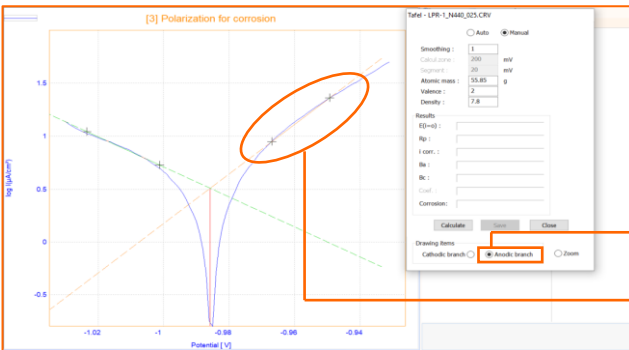 [3] Polarization for corrosion
log I(µA/cm²)
1.5
1
0.5
0
-0.5
-1.02
-1
-0.98
-0.96
-0.94
Potential [ V]
Tafel - LPR-1_N440_025.CRV
Auto Manual
Smoothing : 1
Calcul zone : 200 mV
Segment : 20 mV
Atomic mass : 55.85 g
Valence : 2
Density : 7.8
Results
E(i=o) :
Rp :
I corr. :
Ba :
Bc :
Coef. :
Corrosion:
Calculate Save Close
Drawing items
Cathodic branch Anodic branch Zoom